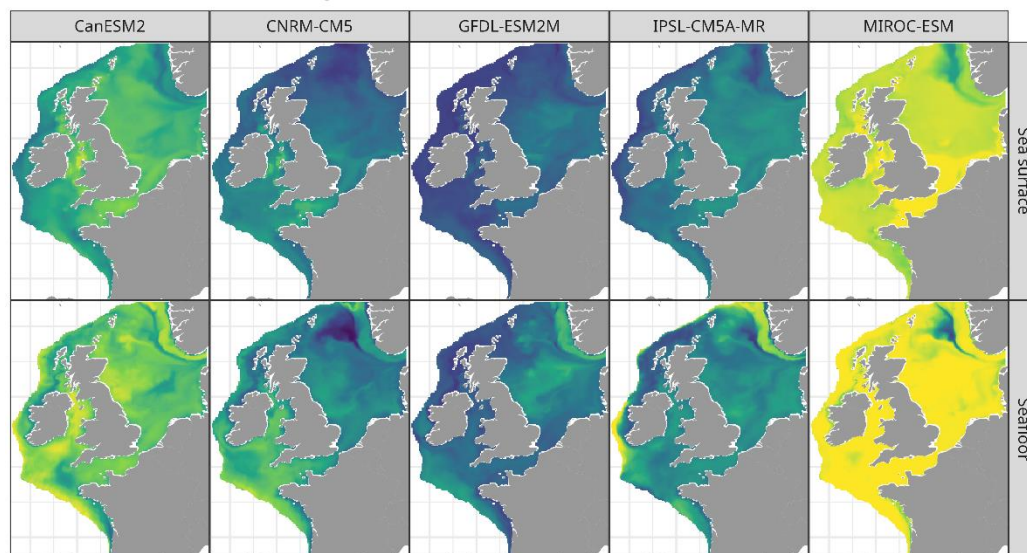 CanESM2
CNRM-CM5
GFDL-ESM2M
IPSL-CM5A-MR
MIROC-ESM
Sea surface
Seafloor